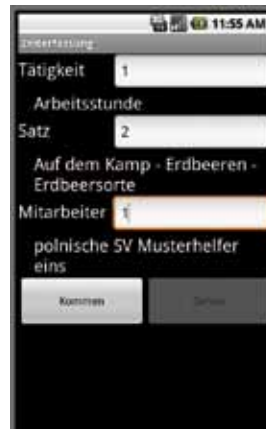 11:55 AM
Zeiterfassung
Tätigkeit 1
Arbeitsstunde
Satz 2
Auf dem Kamp - Erdbeeren -
Erdbeersorte
Mitarbeiter 1
polnische SV Musterhelfer
eins
Kommen